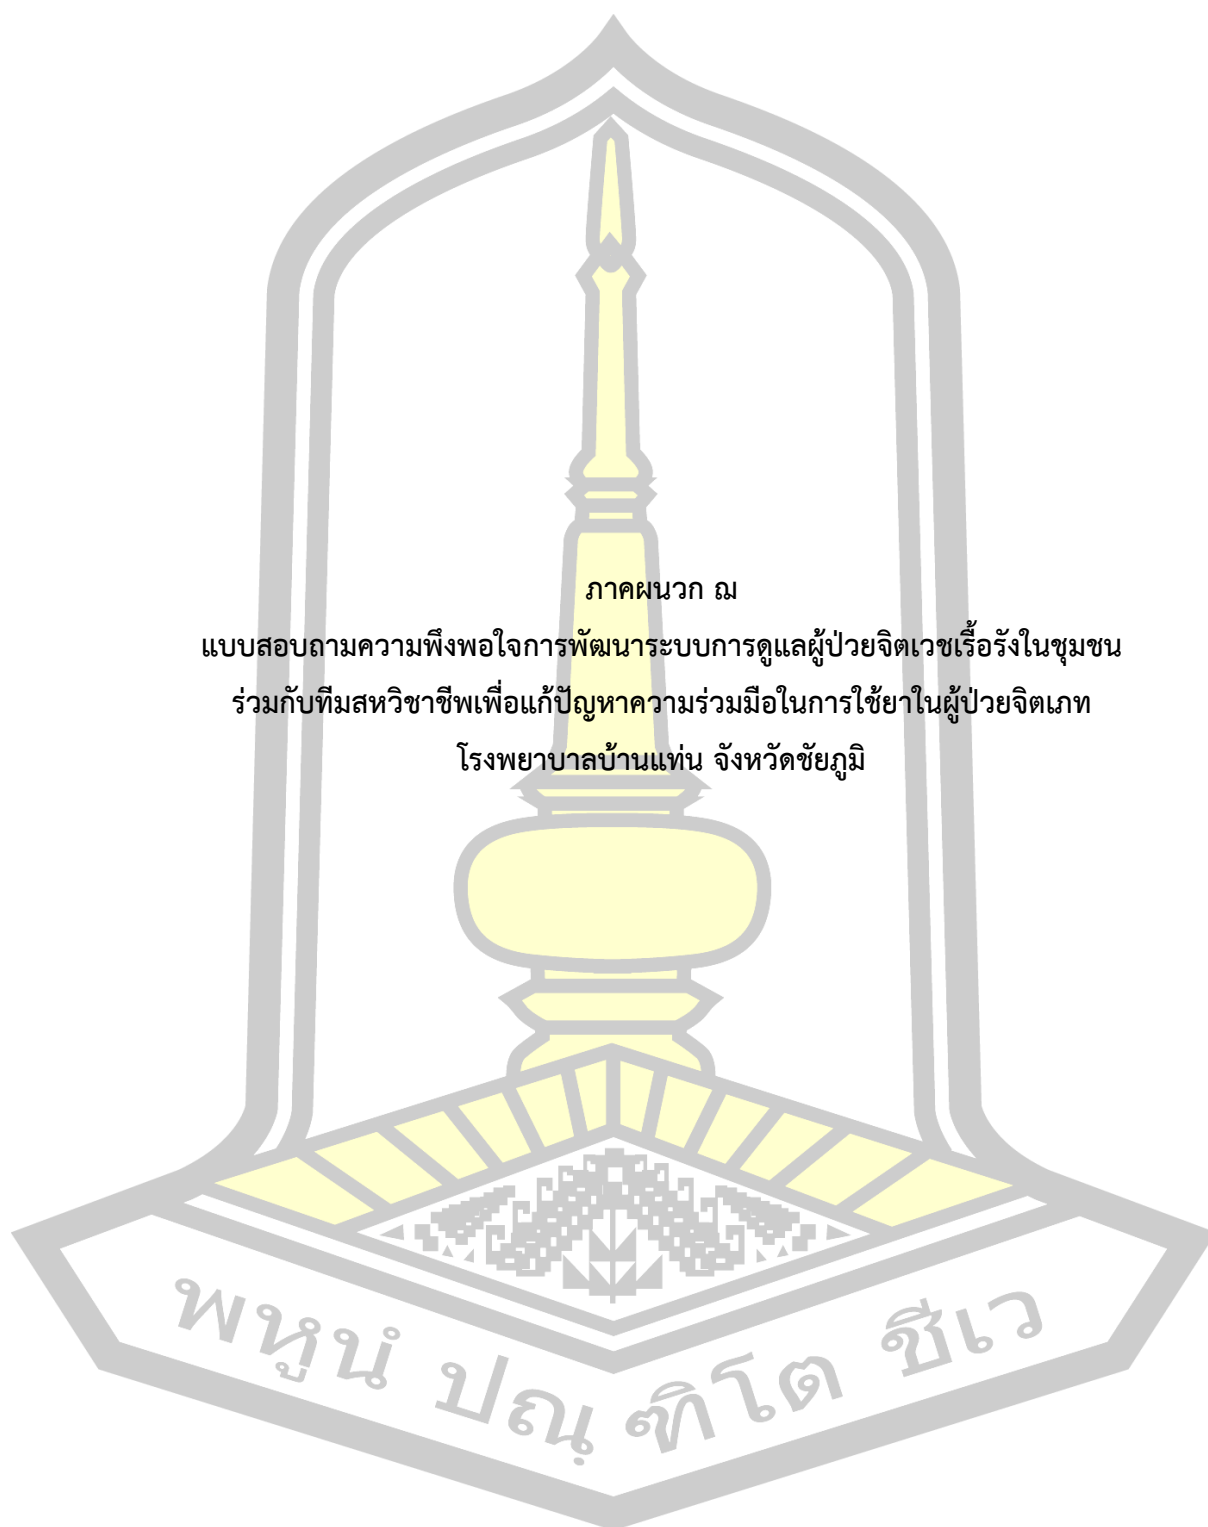 ภาคผนวก ฌ
แบบสอบถามความพึงพอใจการพัฒนาระบบการดูแลผู้ป่วยจิตเวชเรื้อรังในชุมชน
ร่วมกับทีมสหวิชาชีพเพื่อแก้ปัญหาความร่วมมือในการใช้ยาในผู้ป่วยจิตเภท
โรงพยาบาลบ้านแท่น จังหวัดชัยภูมิ
พหูนํ ปณฺฑิโต ชีเว